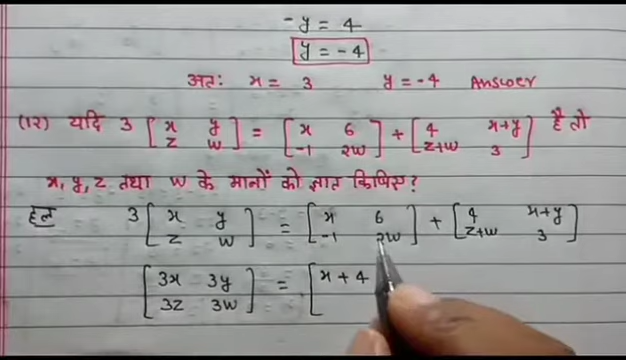 -y = 4
y = -4
अतः x = 3 y = -4 Answer
(12) यदि 3 [x y] = [x 6] + [4 x+y] है तो
[z w] [-1 2w] [z+w 3]
x, y, z तथा w के मानों को ज्ञात किजिए?
हल 3 [x y] = [x 6] + [4 x+y]
[z w] [-1 2w] [z+w 3]
[3x 3y] = [x + 4
[3z 3w] [